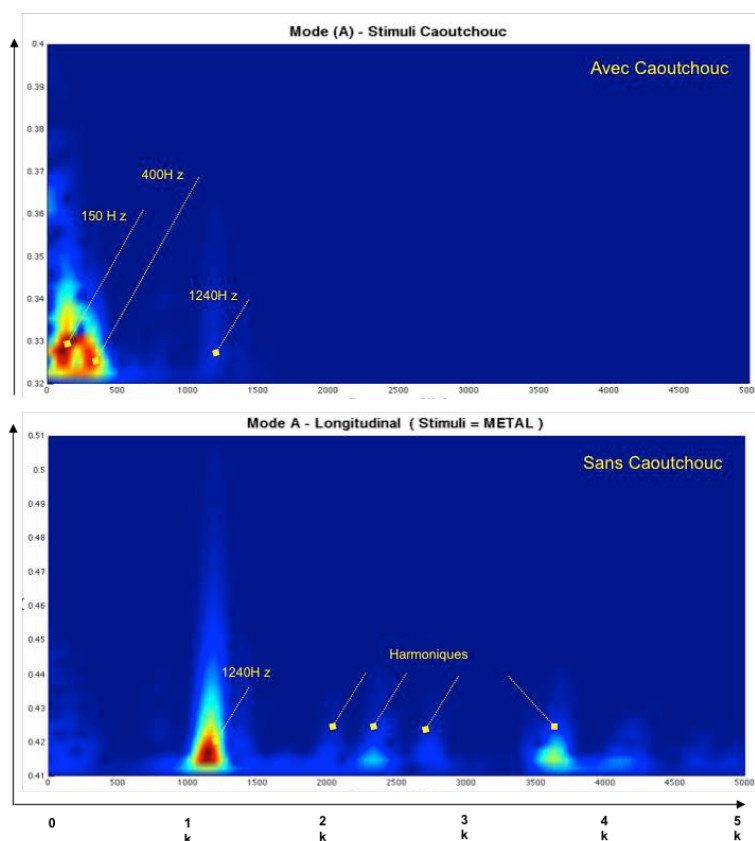 Mode (A) - Stimuli Caoutchouc
0.4
Avec Caoutchouc
0.39
0.38
0.37
400H z
0.36
150 H z
0.35
0.34
1240H z
0.33
0.32
0 500 1000 1500 2000 2500 3000 3500 4000 4500 5000
Mode A - Longitudinal ( Stimuli = METAL )
0.51
Sans Caoutchouc
0.5
0.49
0.48
0.47
0.46
0.45
Harmoniques
0.44
1240H z
0.43
0.42
0.41
0 500 1000 1500 2000 2500 3000 3500 4000 4500 5000
0 1 2 3 4 5
k k k k k